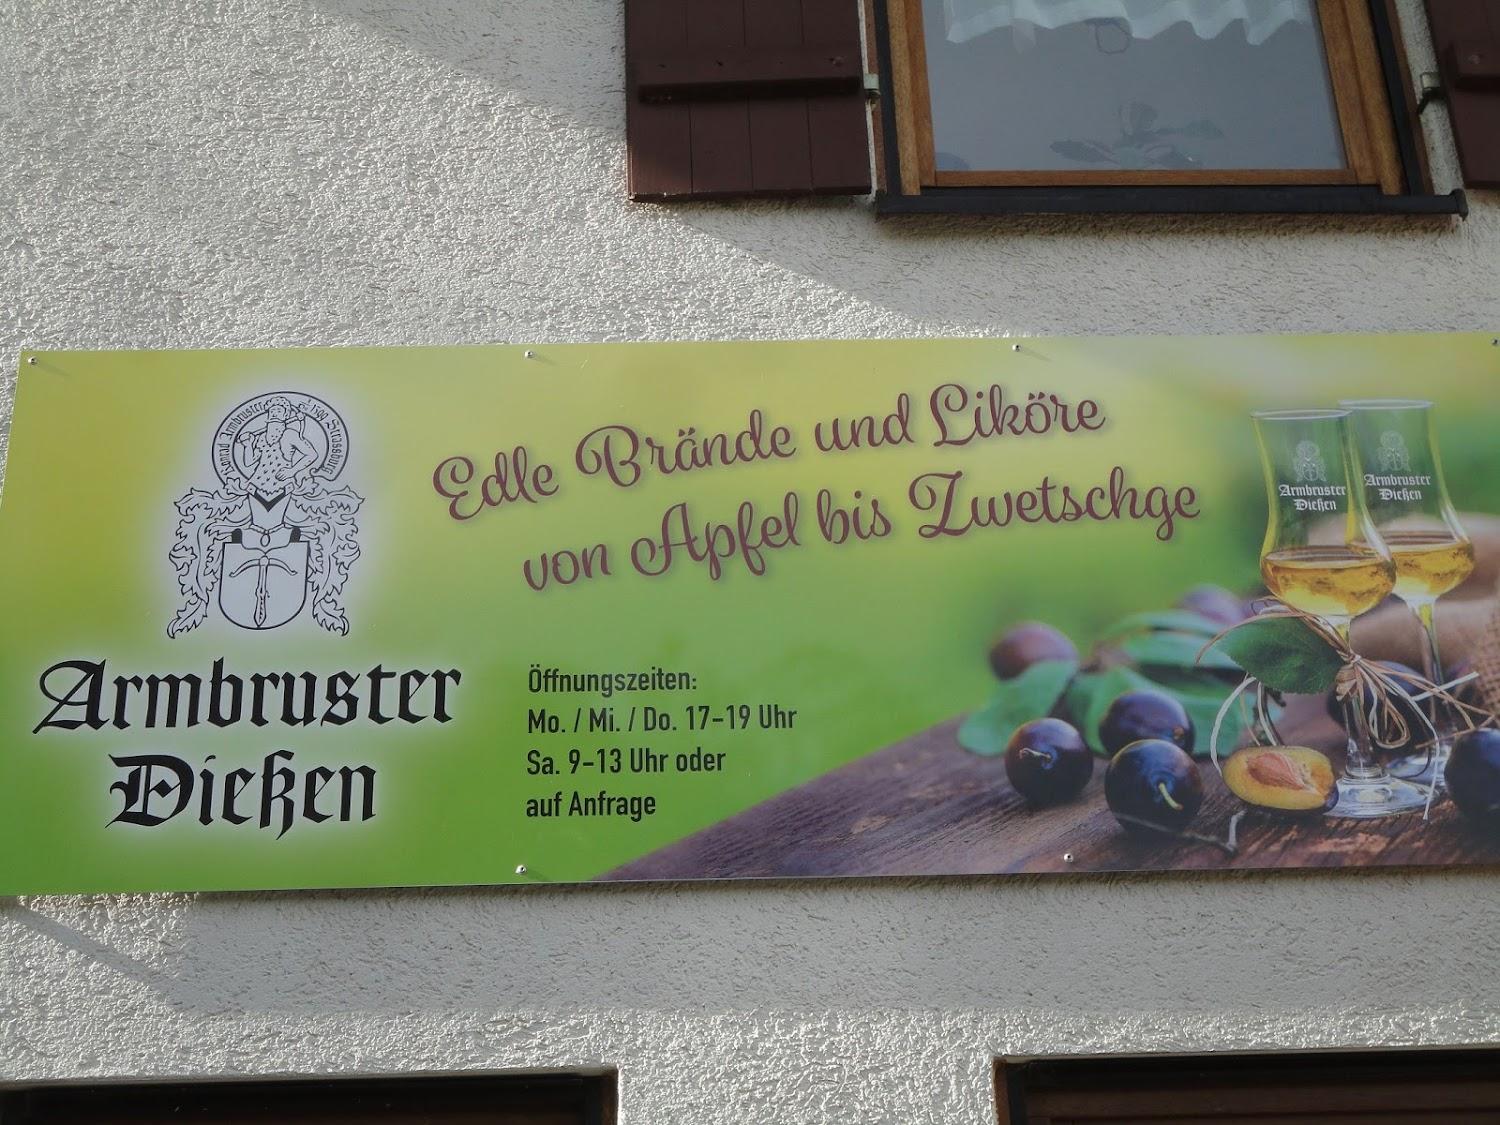 Armbruster
Dießen
Edle Brände und Liköre
von Apfel bis Zwetschge
Öffnungszeiten:
Mo. / Mi. / Do. 17-19 Uhr
Sa. 9-13 Uhr oder
auf Anfrage
Armbruster
Dießen
Armbruster
Dießen